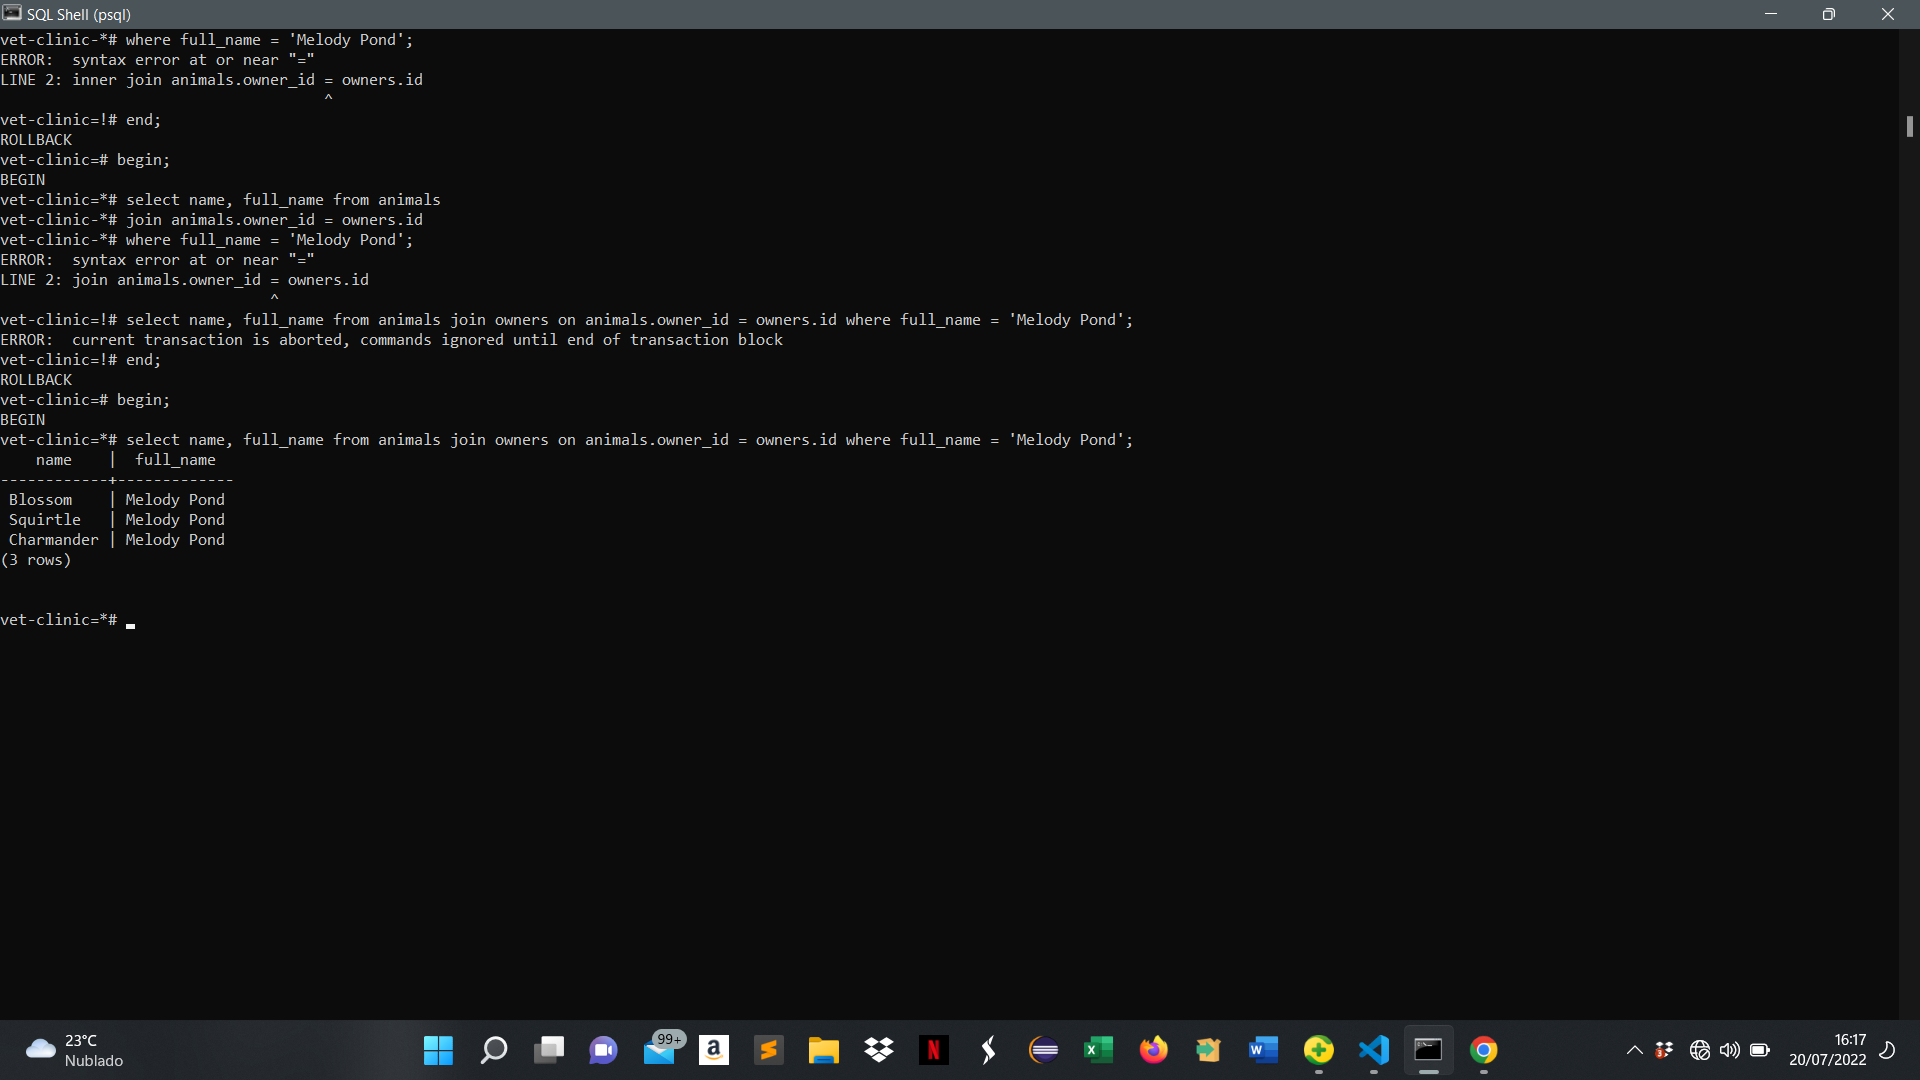 SQL Shell (psql)
vet-clinic-*# where full_name = 'Melody Pond';
ERROR:  syntax error at or near "="
LINE 2: inner join animals.owner_id = owners.id
^
vet-clinic=!# end;
ROLLBACK
vet-clinic=# begin;
BEGIN
vet-clinic=*# select name, full_name from animals
vet-clinic-*# join animals.owner_id = owners.id
vet-clinic-*# where full_name = 'Melody Pond';
ERROR:  syntax error at or near "="
LINE 2: join animals.owner_id = owners.id
^
vet-clinic=!# select name, full_name from animals join owners on animals.owner_id = owners.id where full_name = 'Melody Pond';
ERROR:  current transaction is aborted, commands ignored until end of transaction block
vet-clinic=!# end;
ROLLBACK
vet-clinic=# begin;
BEGIN
vet-clinic=*# select name, full_name from animals join owners on animals.owner_id = owners.id where full_name = 'Melody Pond';
name    |  full_name
------------+-------------
Blossom    | Melody Pond
Squirtle   | Melody Pond
Charmander | Melody Pond
(3 rows)
vet-clinic=*#
23°C
Nublado
99+
16:17
20/07/2022